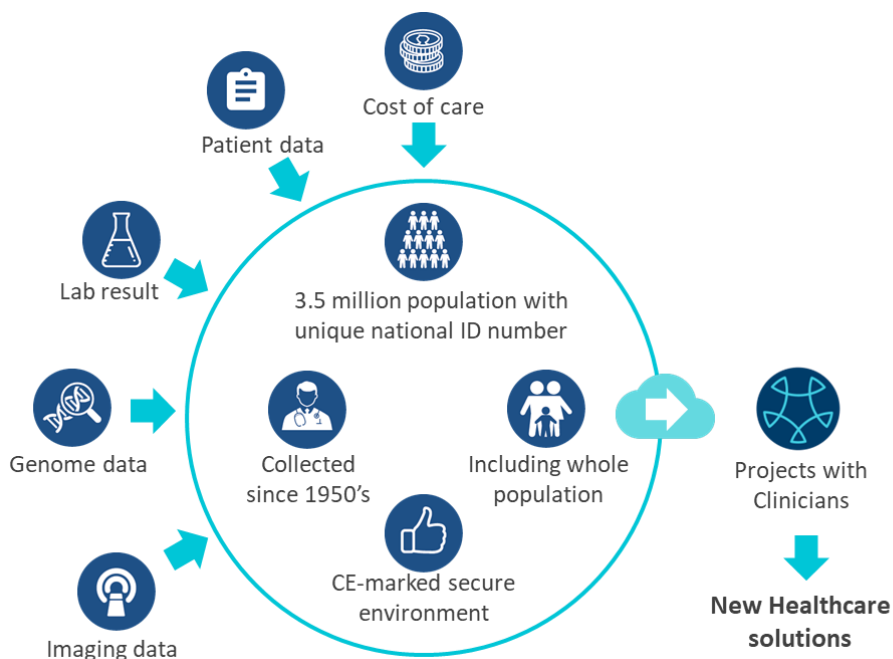 Cost of care
Patient data
Lab result
3.5 million population with
unique national ID number
Genome data
Collected
since 1950’s
Including whole
population
Projects with
Clinicians
CE-marked secure
environment
Imaging data
New Healthcare
solutions